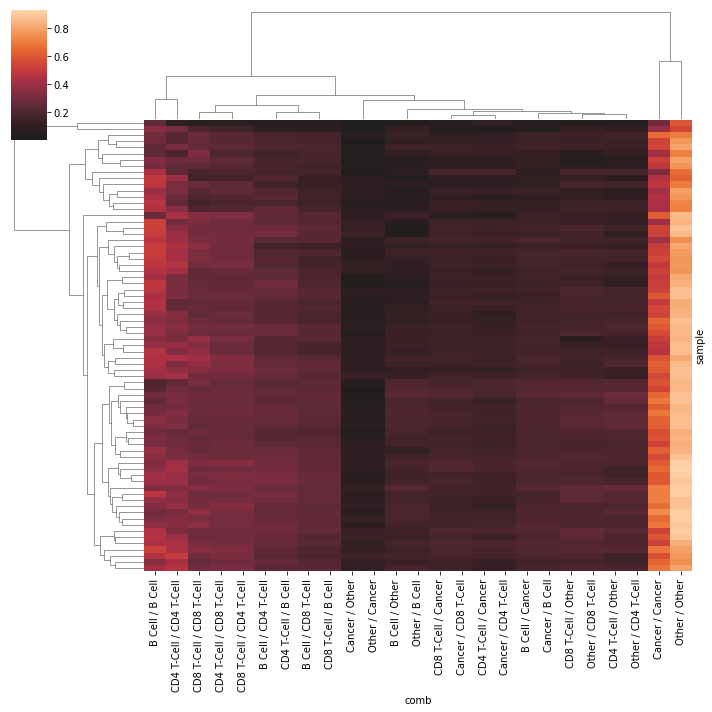 0.8
0.6
0.4
0.2
sample
B Cell / B Cell
CD4 T-Cell / CD4 T-Cell
CD8 T-Cell / CD8 T-Cell
CD4 T-Cell / CD8 T-Cell
CD8 T-Cell / CD4 T-Cell
B Cell / CD4 T-Cell
CD4 T-Cell / B Cell
B Cell / CD8 T-Cell
CD8 T-Cell / B Cell
Cancer / Other
Other / Cancer
B Cell / Other
Other / B Cell
CD8 T-Cell / Cancer
Cancer / CD8 T-Cell
CD4 T-Cell / Cancer
Cancer / CD4 T-Cell
B Cell / Cancer
Cancer / B Cell
CD8 T-Cell / Other
Other / CD8 T-Cell
CD4 T-Cell / Other
Other / CD4 T-Cell
Cancer / Cancer
Other / Other
comb